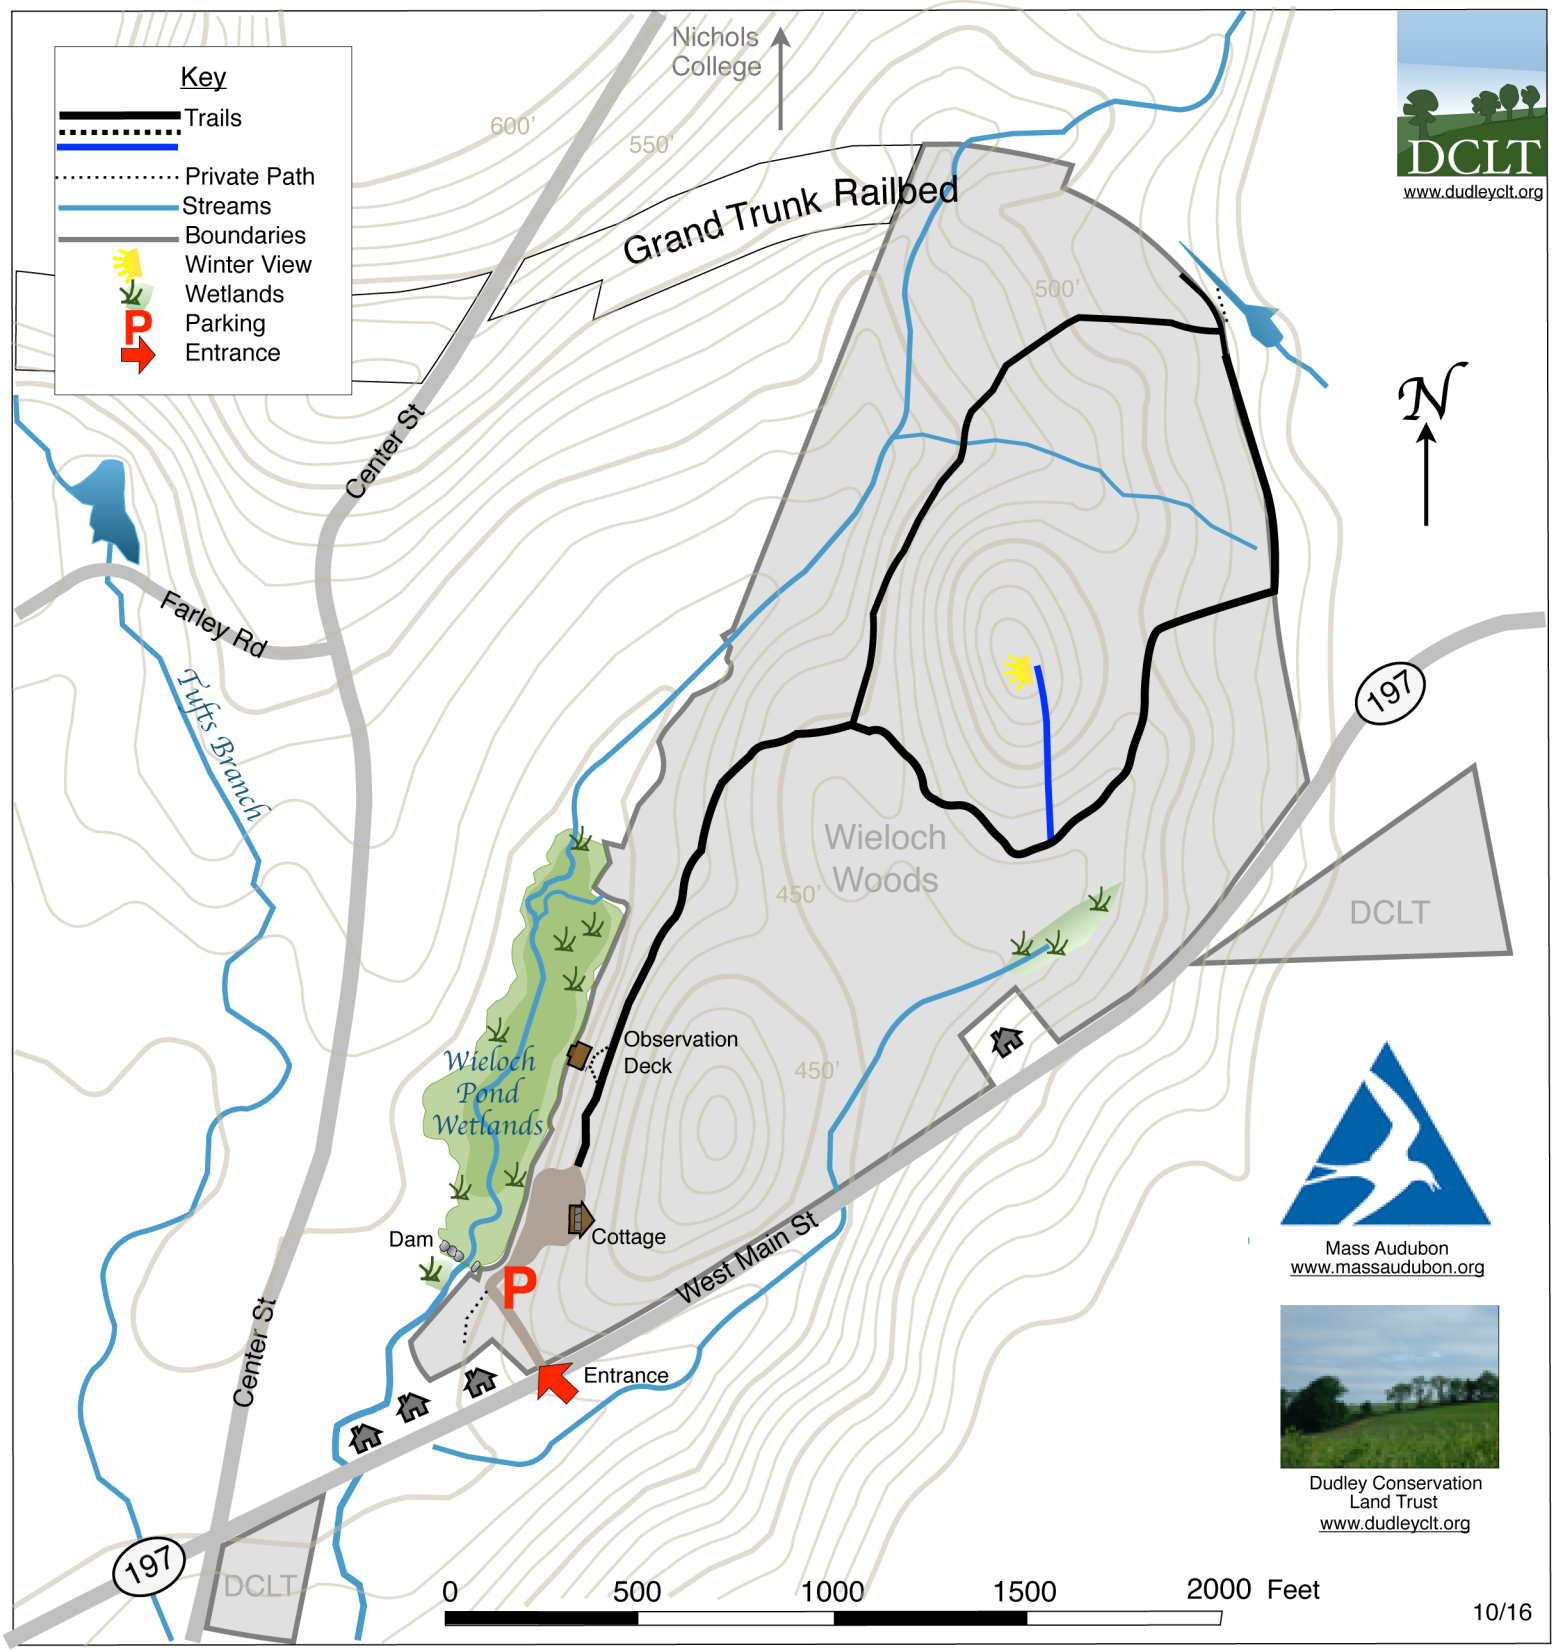 Key
Trails
Private Path
Streams
Boundaries
Winter View
Wetlands
P
Parking
Entrance
Nichols
College
600'
550'
Grand Trunk Railbed
DCLT
www.dudleyclt.org
500'
N
Center St
Farley Rd
Tufts Branch
197
Wieloch
Woods
450'
DCLT
Observation
Deck
450'
Wieloch
Pond
Wetlands
Dam
Cottage
P
West Main St
Entrance
Center St
Mass Audubon
www.massaudubon.org
Dudley Conservation
Land Trust
www.dudleyclt.org
197
DCLT
0 500 1000 1500 2000 Feet
10/16